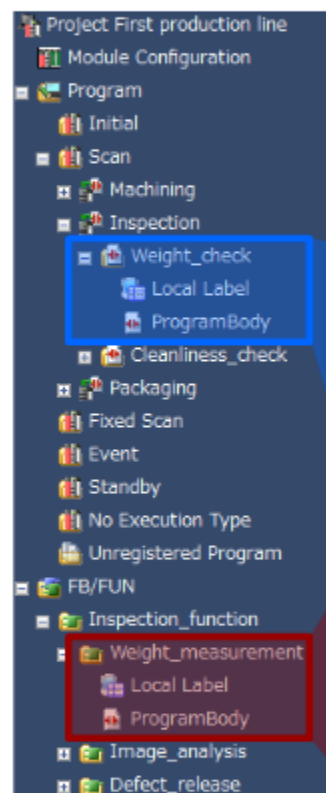 Project First production line
Module Configuration
Program
Initial
Scan
Machining
Inspection
Weight_check
Local Label
ProgramBody
Cleanliness_check
Packaging
Fixed Scan
Event
Standby
No Execution Type
Unregistered Program
FB/FUN
Inspection_function
Weight_measurement
Local Label
ProgramBody
Image_analysis
Defect_release